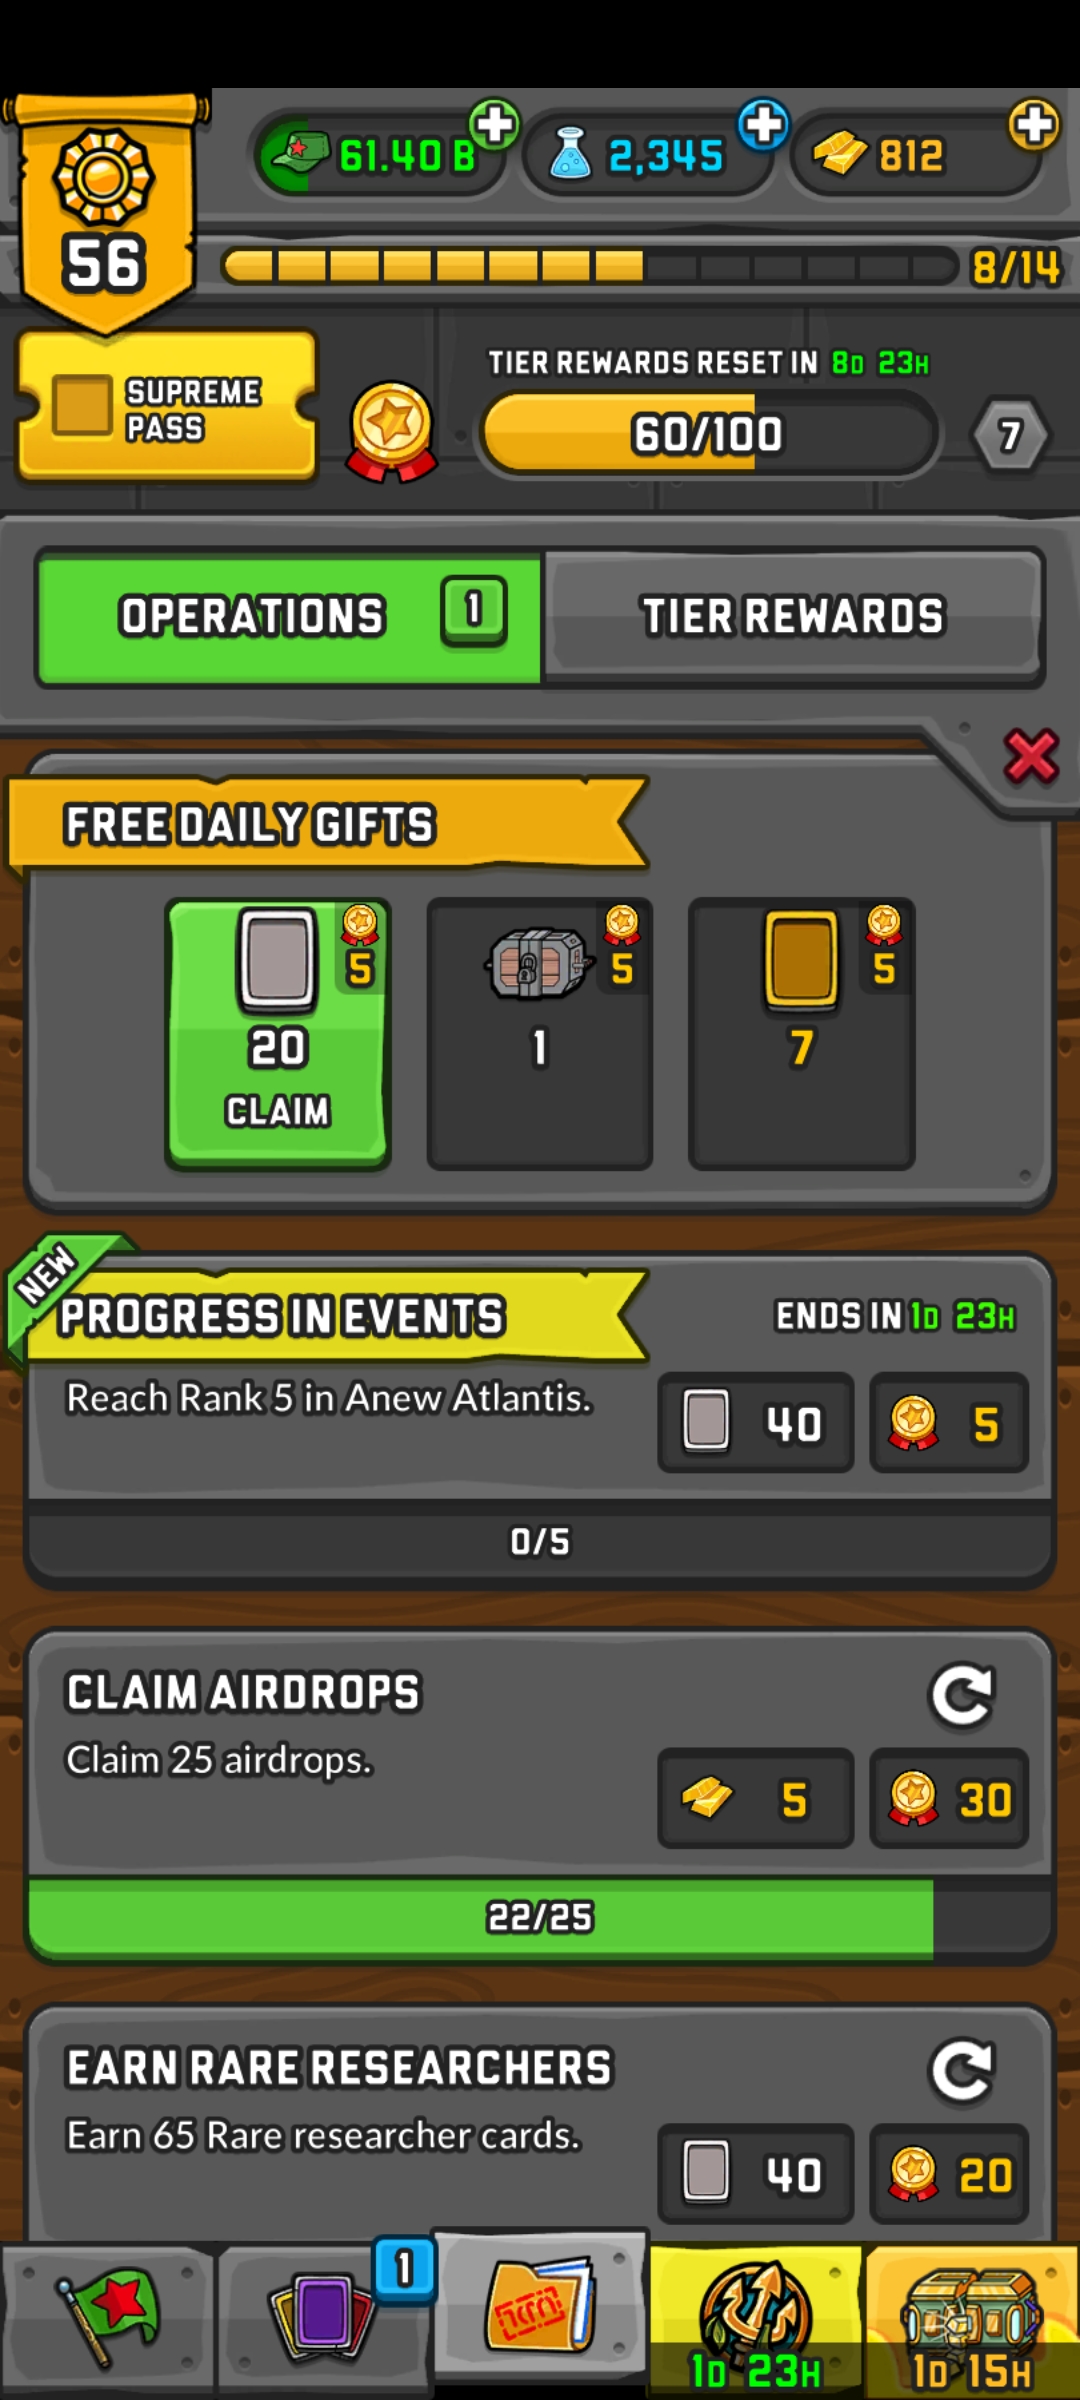 61.40 B
2,345
812
56
8/14
SUPREME
PASS
TIER REWARDS RESET IN 8D 23H
60/100
7
OPERATIONS
1
TIER REWARDS
FREE DAILY GIFTS
5
20
CLAIM
5
1
5
7
NEW
PROGRESS IN EVENTS
ENDS IN 1D 23H
Reach Rank 5 in Anew Atlantis.
40
5
0/5
CLAIM AIRDROPS
Claim 25 airdrops.
5
30
22/25
EARN RARE RESEARCHERS
Earn 65 Rare researcher cards.
40
20
1
1D 23H
1D 15H